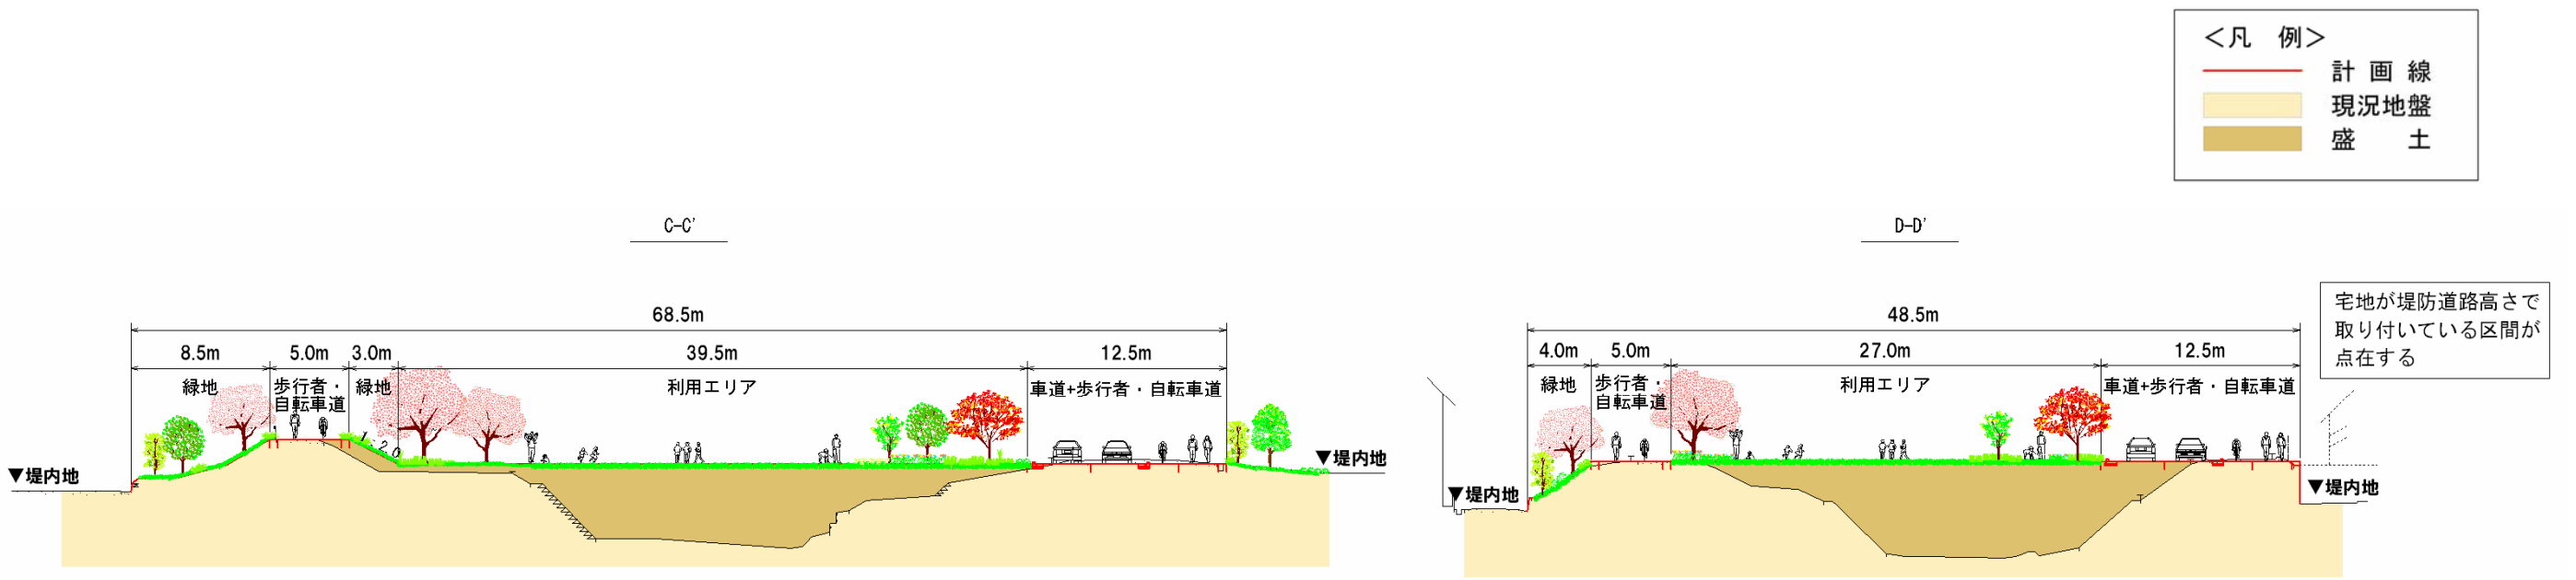 ＜凡　例＞
計 画 線
現況地盤
盛　　土
C-C'
68.5m
8.5m 5.0m 3.0m 39.5m 12.5m
緑地
歩行者・
自転車道
緑地
利用エリア
車道+歩行者・自転車道
1:2.0
▼堤内地
▼堤内地
D-D'
48.5m
4.0m 5.0m 27.0m 12.5m
緑地
歩行者・
自転車道
利用エリア
車道+歩行者・自転車道
▼堤内地
▼堤内地
宅地が堤防道路高さで
取り付いている区間が
点在する